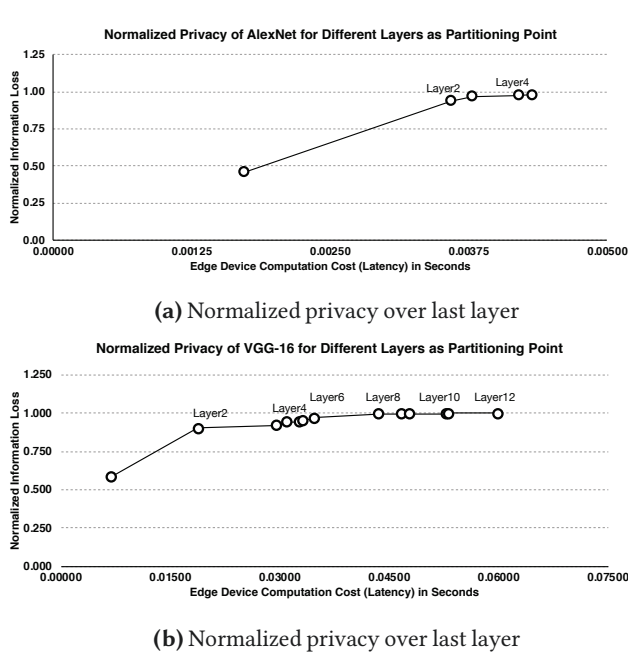 Normalized Privacy of AlexNet for Different Layers as Partitioning Point
1.25
1.00
0.75
0.50
0.25
0.00
Normalized Information Loss
Layer2
Layer4
0.00000 0.00125 0.00250 0.00375 0.00500
Edge Device Computation Cost (Latency) in Seconds
(a) Normalized privacy over last layer
Normalized Privacy of VGG-16 for Different Layers as Partitioning Point
1.250
1.000
0.750
0.500
0.250
0.000
Normalized Information Loss
Layer2
Layer4
Layer6
Layer8
Layer10
Layer12
0.00000 0.01500 0.03000 0.04500 0.06000 0.07500
Edge Device Computation Cost (Latency) in Seconds
(b) Normalized privacy over last layer